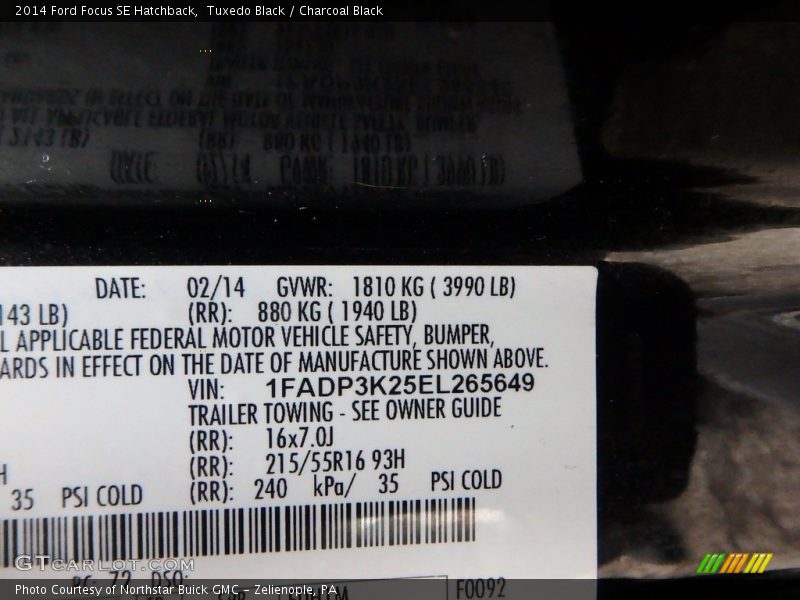 2014 Ford Focus SE Hatchback,  Tuxedo Black / Charcoal Black
DATE: 02/14 GVWR: 1810 KG ( 3990 LB)
143 LB) (RR): 880 KG ( 1940 LB)
L APPLICABLE FEDERAL MOTOR VEHICLE SAFETY, BUMPER,
ARDS IN EFFECT ON THE DATE OF MANUFACTURE SHOWN ABOVE.
VIN: 1FADP3K25EL265649
TRAILER TOWING - SEE OWNER GUIDE
(RR): 16x7.0J
H (RR): 215/55R16 93H
35 PSI COLD (RR): 240 kPa/ 35 PSI COLD
GTcarlot.com
72 DSO:
F0092
Photo Courtesy of Northstar Buick GMC - Zelienople, PA